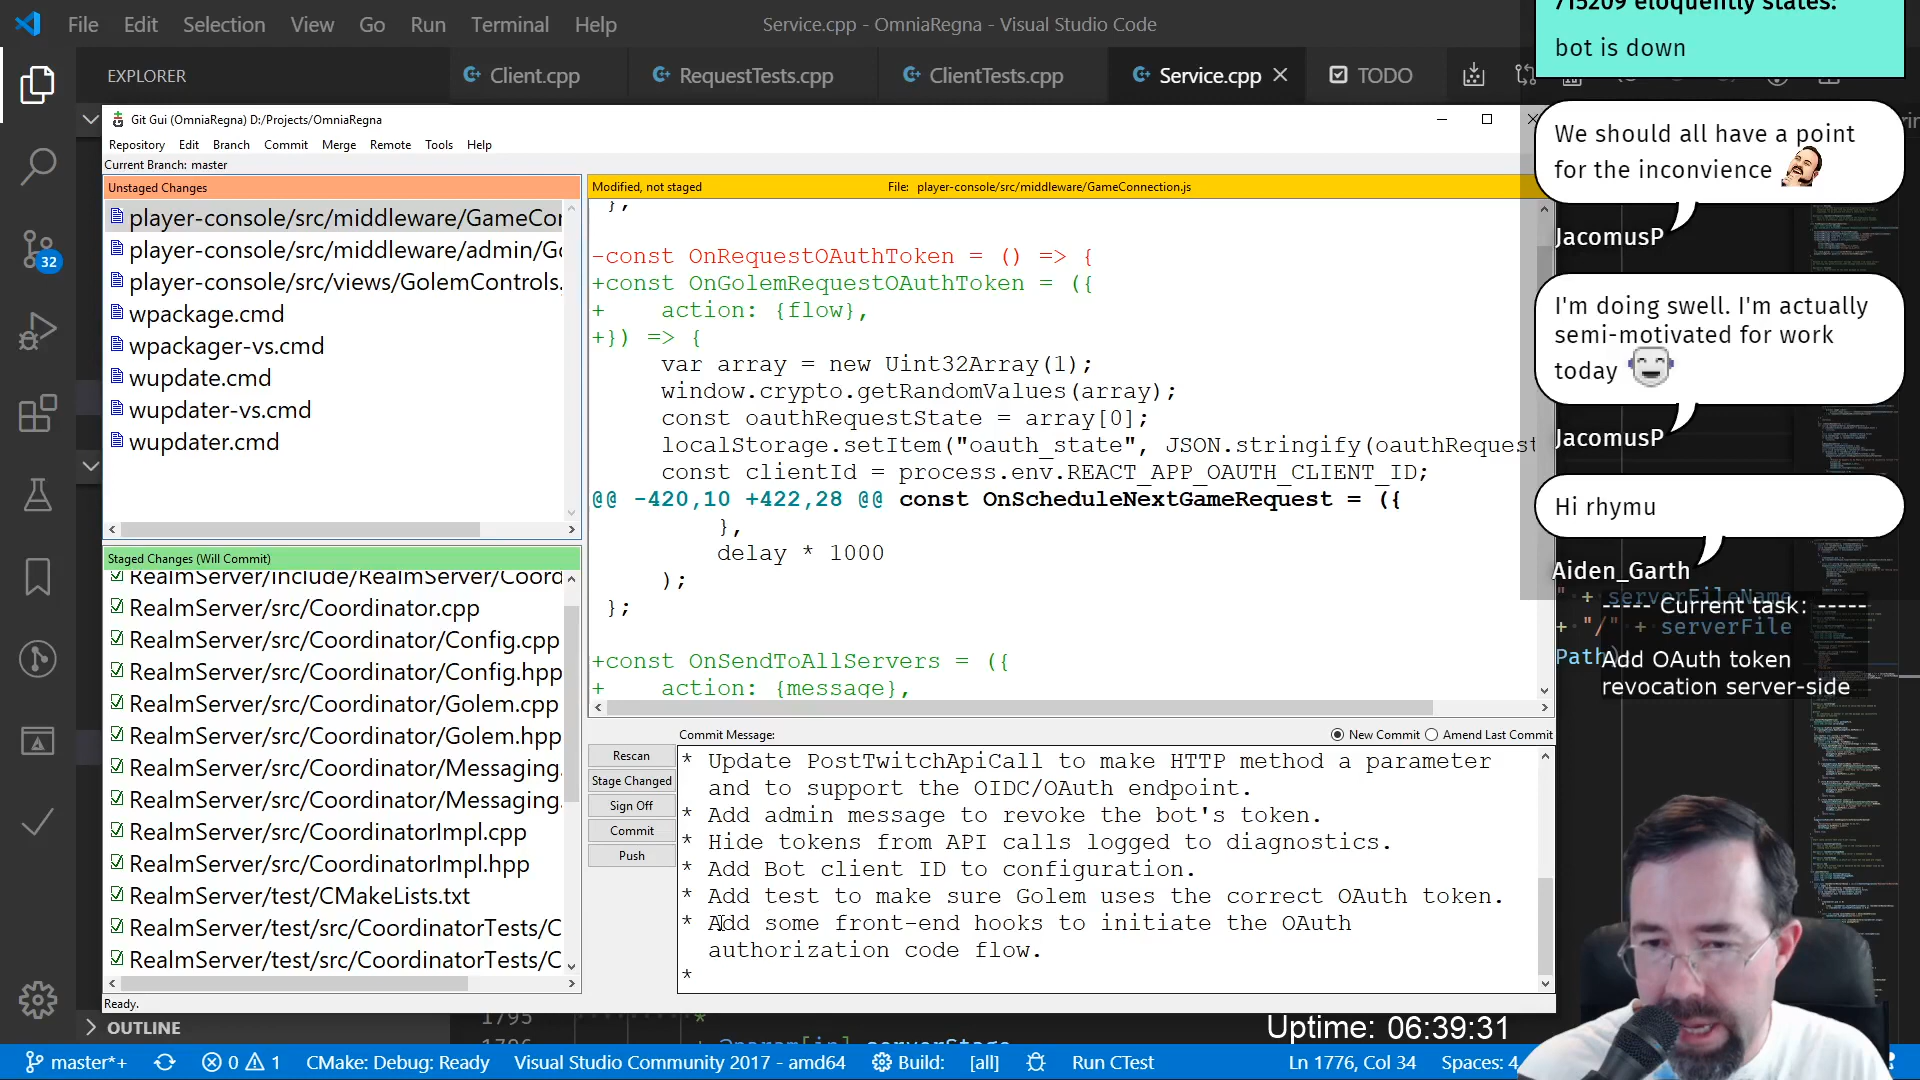 File Edit Selection View Go Run Terminal Help
Service.cpp - OmniaRegna - Visual Studio Code
715209 eloquently states:
bot is down
EXPLORER
Client.cpp RequestTests.cpp ClientTests.cpp Service.cpp TODO
Git Gui (OmniaRegna) D:/Projects/OmniaRegna
Repository Edit Branch Commit Merge Remote Tools Help
Current Branch: master
Unstaged Changes
player-console/src/middleware/GameCon
player-console/src/middleware/admin/Go
player-console/src/views/GolemControls.
wpackage.cmd
wpackager-vs.cmd
wupdate.cmd
wupdater-vs.cmd
wupdater.cmd
32
Staged Changes (Will Commit)
RealmServer/include/RealmServer/Coord
RealmServer/src/Coordinator.cpp
RealmServer/src/Coordinator/Config.cpp
RealmServer/src/Coordinator/Config.hpp
RealmServer/src/Coordinator/Golem.cpp
RealmServer/src/Coordinator/Golem.hpp
RealmServer/src/Coordinator/Messaging.
RealmServer/src/Coordinator/Messaging.
RealmServer/src/CoordinatorImpl.cpp
RealmServer/src/CoordinatorImpl.hpp
RealmServer/test/CMakeLists.txt
RealmServer/test/src/CoordinatorTests/C
RealmServer/test/src/CoordinatorTests/C
Ready.
Modified, not staged File: player-console/src/middleware/GameConnection.js
};
-const OnRequestOAuthToken = () => {
+const OnGolemRequestOAuthToken = ({
+ action: {flow},
+}) => {
var array = new Uint32Array(1);
window.crypto.getRandomValues(array);
const oauthRequestState = array[0];
localStorage.setItem("oauth_state", JSON.stringify(oauthRequest
const clientId = process.env.REACT_APP_OAUTH_CLIENT_ID;
@@ -420,10 +422,28 @@ const OnScheduleNextGameRequest = ({
},
delay * 1000
);
};
+const OnSendToAllServers = ({
+ action: {message},
Commit Message: New Commit Amend Last Commit
Rescan
Stage Changed
Sign Off
Commit
Push
* Update PostTwitchApiCall to make HTTP method a parameter
and to support the OIDC/OAuth endpoint.
* Add admin message to revoke the bot's token.
* Hide tokens from API calls logged to diagnostics.
* Add Bot client ID to configuration.
* Add test to make sure Golem uses the correct OAuth token.
* Add some front-end hooks to initiate the OAuth
authorization code flow.
*
We should all have a point
for the inconvience
JacomusP
I'm doing swell. I'm actually
semi-motivated for work
today
JacomusP
Hi rhymu
Aiden_Garth
" + serverFileName
----- Current task: -----
+ "/" + serverFile
Path)
Add OAuth token
revocation server-side
OUTLINE
1795 *
Uptime: 06:39:31
master*+ 0 1 CMake: Debug: Ready Visual Studio Community 2017 - amd64 Build: [all] Run CTest Ln 1776, Col 34 Spaces: 4